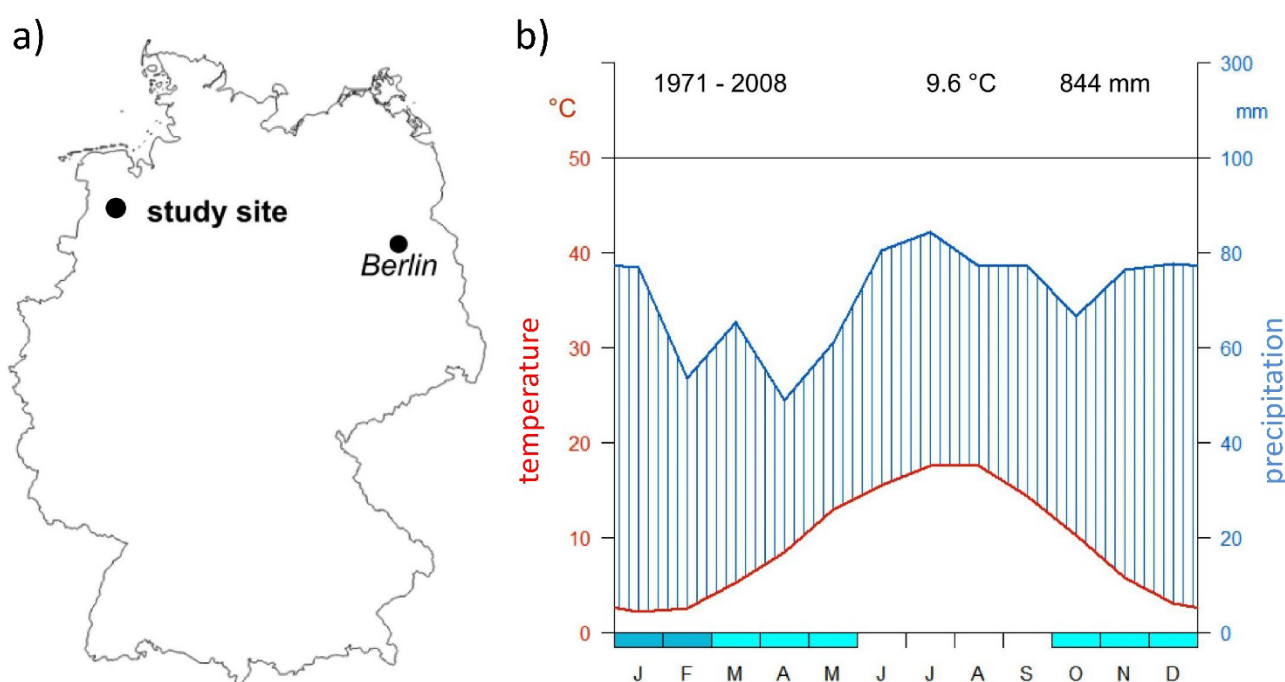 a)
study site
Berlin
b)
1971 - 2008 9.6 °C 844 mm
°C
50
40
30
20
10
0
temperature
300
mm
100
80
60
40
20
0
precipitation
J F M A M J J A S O N D